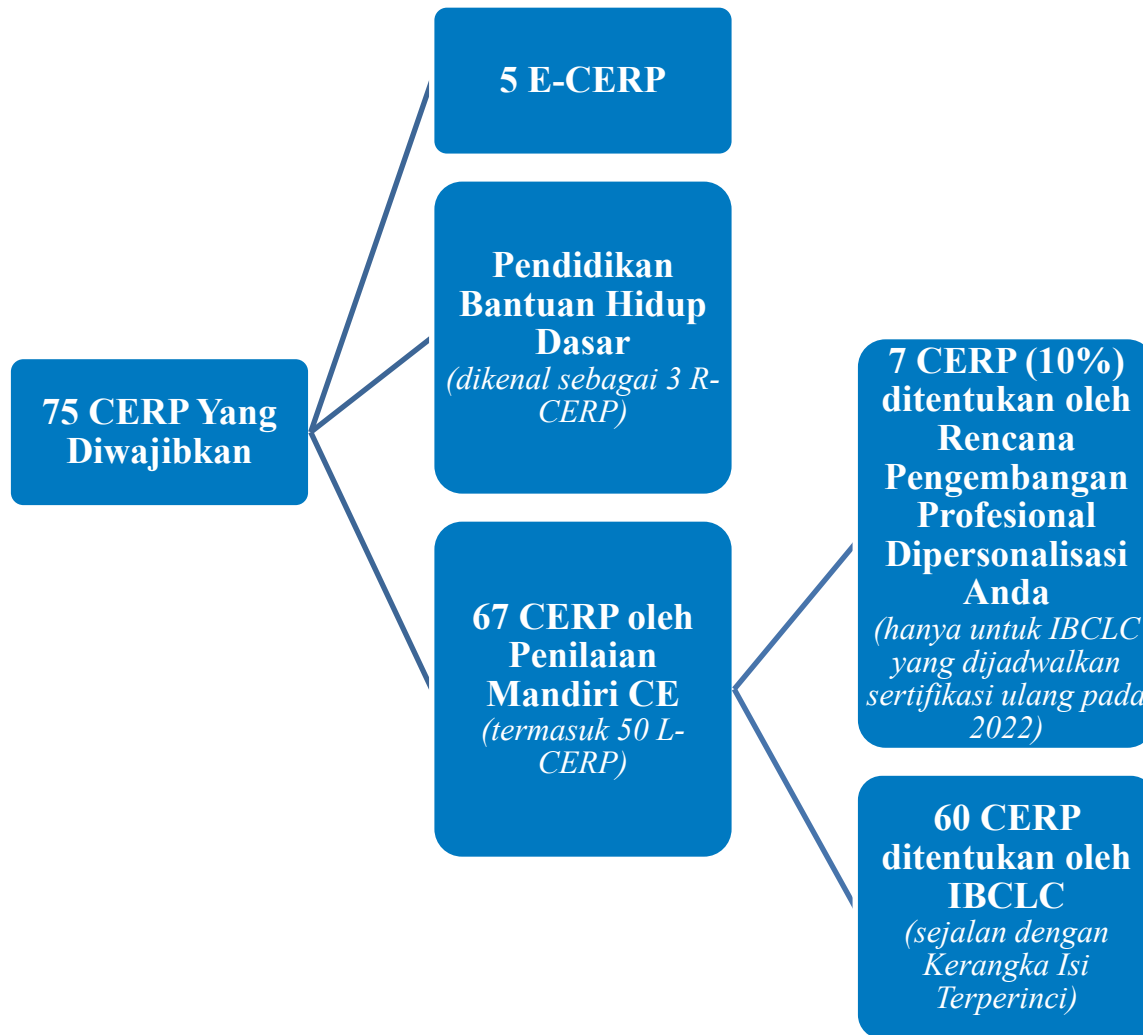 5 E-CERP
Pendidikan
Bantuan Hidup
Dasar
(dikenal sebagai 3 R-
CERP)
75 CERP Yang
Diwajibkan
67 CERP oleh
Penilaian
Mandiri CE
(termasuk 50 L-
CERP)
7 CERP (10%)
ditentukan oleh
Rencana
Pengembangan
Profesional
Dipersonalisasi
Anda
(hanya untuk IBCLC
yang dijadwalkan
sertifikasi ulang pada
2022)
60 CERP
ditentukan oleh
IBCLC
(sejalan dengan
Kerangka Isi
Terperinci)